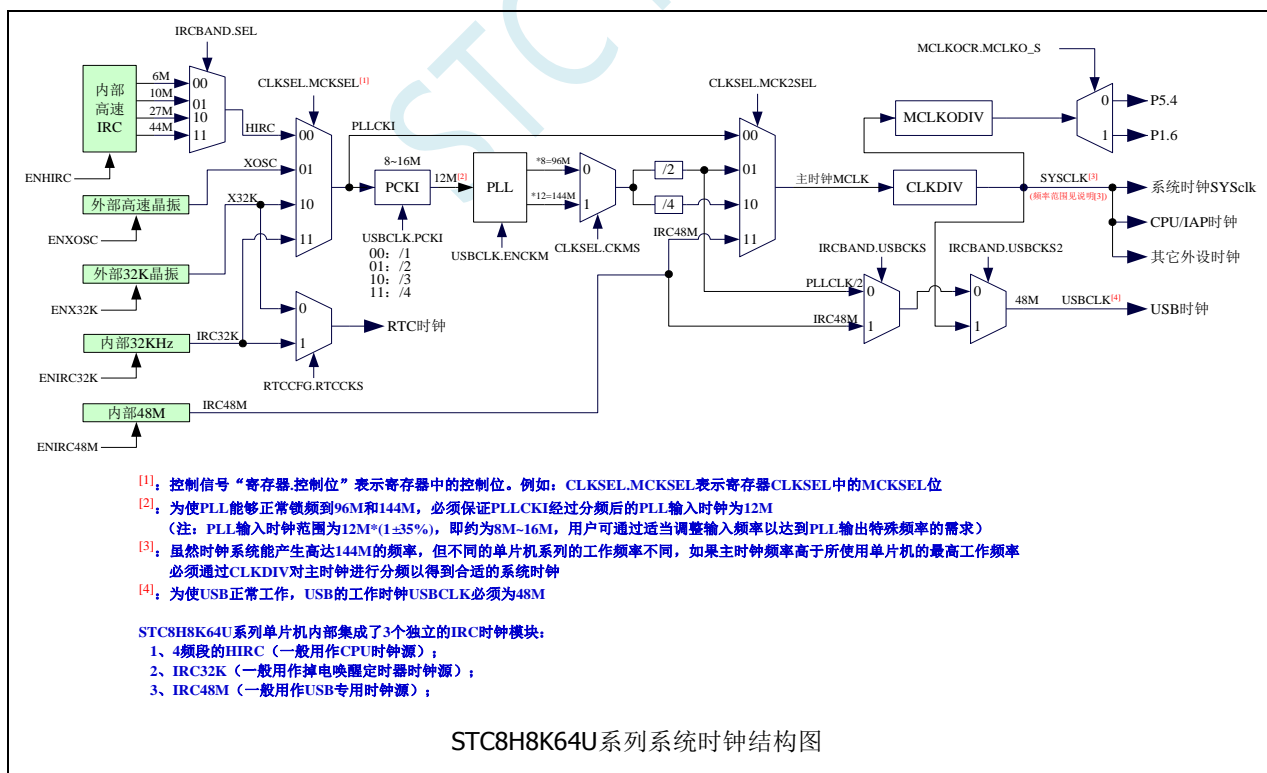 STC
IRCBAND.SEL
MCLKOCR.MCLKO_S
内部
高速
IRC
6M
10M
27M
44M
00
01
10
11
HIRC
ENHIRC
CLKSEL.MCKSEL[1]
00
01
10
11
XOSC
外部高速晶振
ENXOSC
X32K
外部32K晶振
ENX32K
内部32KHz
IRC32K
ENIRC32K
内部48M
IRC48M
ENIRC48M
0
1
RTC时钟
RTCCFG.RTCCKS
PLLCKI
8~16M
PCKI
12M[2]
USBCLK.PCKI
00: /1
01: /2
10: /3
11: /4
PLL
USBCLK.ENCKM
*8=96M
*12=144M
0
1
CLKSEL.CKMS
/2
/4
IRC48M
CLKSEL.MCK2SEL
00
01
10
11
主时钟MCLK
CLKDIV
MCLKODIV
0
1
P5.4
P1.6
SYSCLK[3]
(频率范围见说明[3])
系统时钟SYSclk
CPU/IAP时钟
其它外设时钟
IRCBAND.USBCKS
IRCBAND.USBCKS2
PLLCLK/2
IRC48M
0
1
0
1
48M
USBCLK[4]
USB时钟
[1]：控制信号“寄存器.控制位”表示寄存器中的控制位。例如：CLKSEL.MCKSEL表示寄存器CLKSEL中的MCKSEL位
[2]：为使PLL能够正常锁频到96M和144M，必须保证PLLCKI经过分频后的PLL输入时钟为12M
（注：PLL输入时钟范围为12M*(1±35%)，即约为8M~16M，用户可通过适当调整输入频率以达到PLL输出特殊频率的需求）
[3]：虽然时钟系统能产生高达144M的频率，但不同的单片机系列的工作频率不同，如果主时钟频率高于所使用单片机的最高工作频率
必须通过CLKDIV对主时钟进行分频以得到合适的系统时钟
[4]：为使USB正常工作，USB的工作时钟USBCLK必须为48M
STC8H8K64U系列单片机内部集成了3个独立的IRC时钟模块：
1、4频段的HIRC（一般用作CPU时钟源）；
2、IRC32K（一般用作掉电唤醒定时器时钟源）；
3、IRC48M（一般用作USB专用时钟源）；
STC8H8K64U系列系统时钟结构图